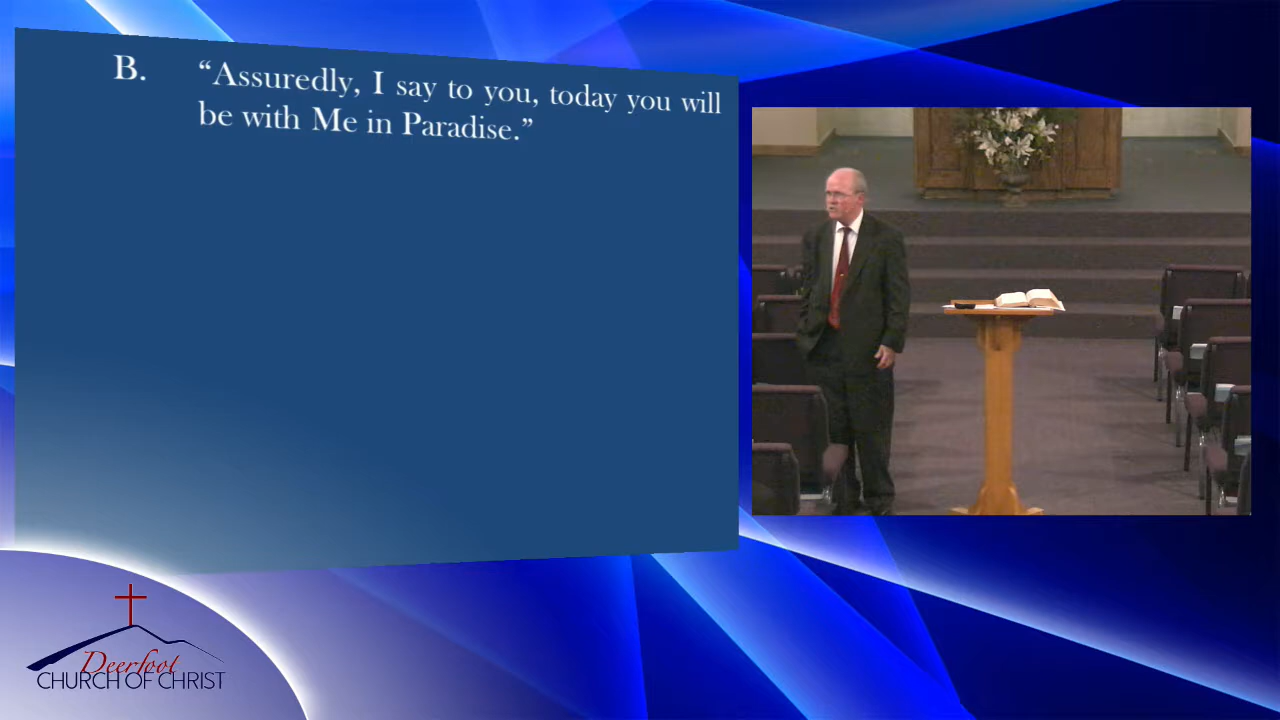 B. “Assuredly, I say to you, today you will
be with Me in Paradise.”
Deerfoot
CHURCH OF CHRIST